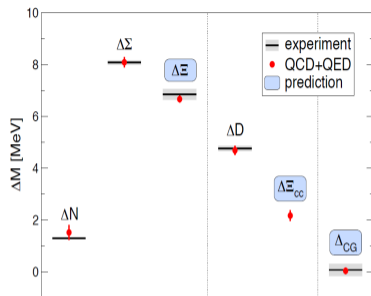 10
8
6
4
2
0
ΔM [MeV]
ΔN
ΔΣ
ΔΞ
ΔD
ΔΞcc
ΔCG
experiment
QCD+QED
prediction